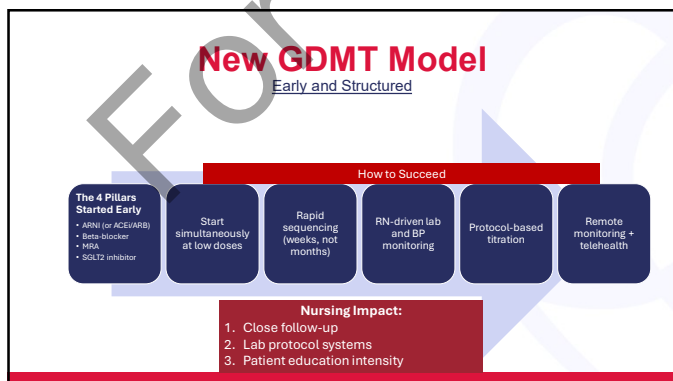 New GDMT Model
Early and Structured
How to Succeed
The 4 Pillars
Started Early
• ARNI (or ACEi/ARB)
• Beta-blocker
• MRA
• SGLT2 inhibitor
Start
simultaneously
at low doses
Rapid
sequencing
(weeks, not
months)
RN-driven lab
and BP
monitoring
Protocol-based
titration
Remote
monitoring +
telehealth
Nursing Impact:
1. Close follow-up
2. Lab protocol systems
3. Patient education intensity
For